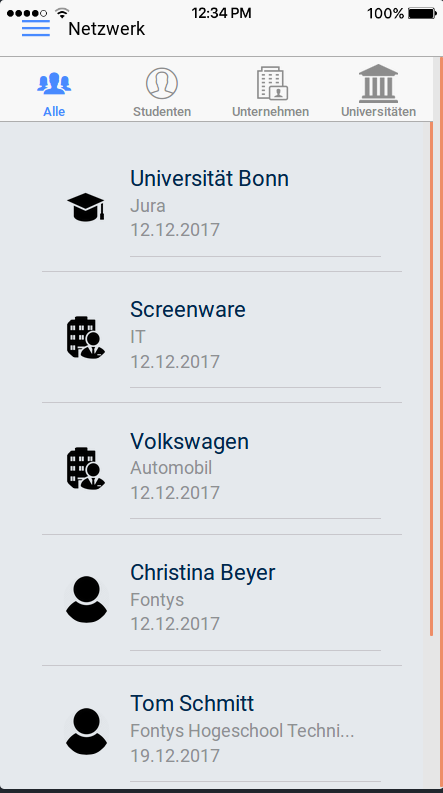 12:34 PM
100%
Netzwerk
Alle
Studenten
Unternehmen
Universitäten
Universität Bonn
Jura
12.12.2017
Screenware
IT
12.12.2017
Volkswagen
Automobil
12.12.2017
Christina Beyer
Fontys
12.12.2017
Tom Schmitt
Fontys Hogeschool Techni...
19.12.2017